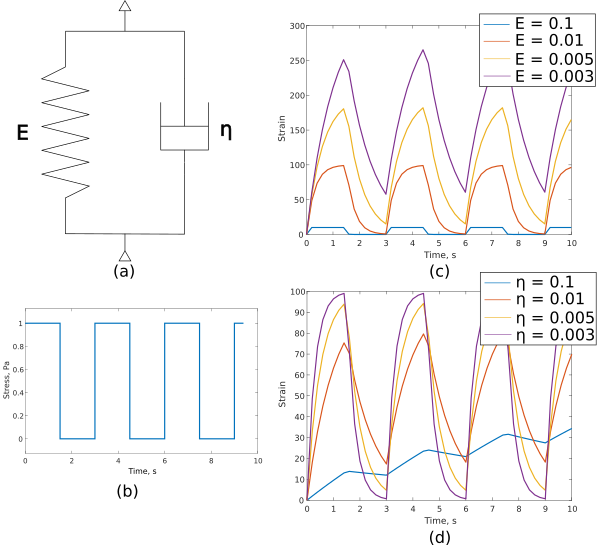 E
η
(a)
1
0.8
0.6
0.4
0.2
0
Stress, Pa
0 2 4 6 8 10
Time, s
(b)
300
250
200
150
100
50
0
Strain
0 1 2 3 4 5 6 7 8 9 10
Time, s
E = 0.1
E = 0.01
E = 0.005
E = 0.003
(c)
100
90
80
70
60
50
40
30
20
10
0
Strain
0 1 2 3 4 5 6 7 8 9 10
Time, s
η = 0.1
η = 0.01
η = 0.005
η = 0.003
(d)